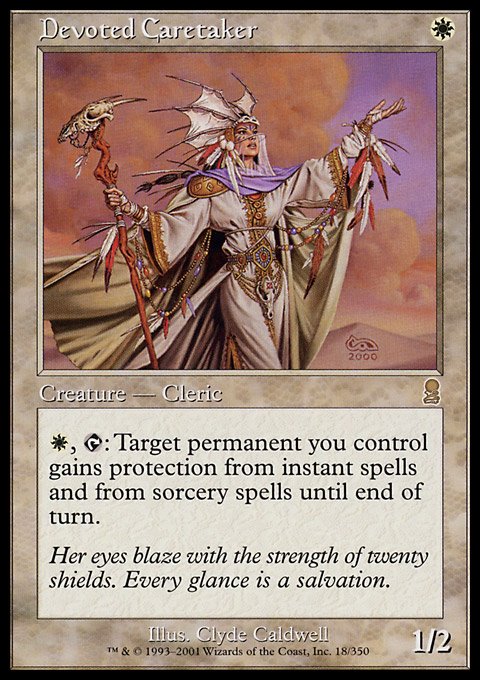 Devoted Caretaker
2000
Creature — Cleric
, : Target permanent you control
gains protection from instant spells
and from sorcery spells until end of
turn.
Her eyes blaze with the strength of twenty
shields. Every glance is a salvation.
Illus. Clyde Caldwell
™ & © 1993–2001 Wizards of the Coast, Inc. 18/350
1/2